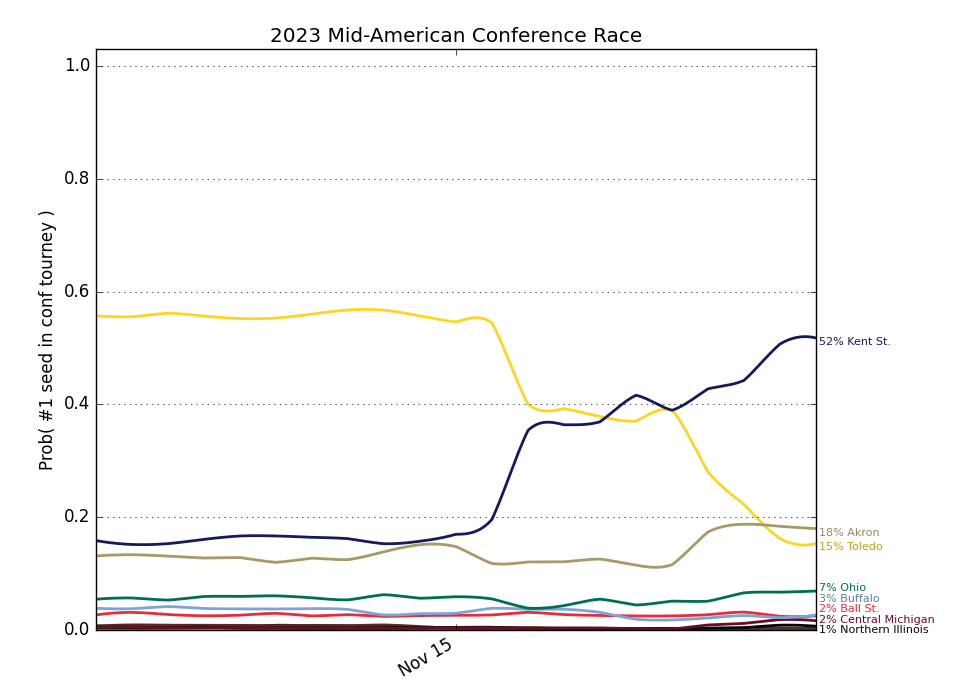 2023 Mid-American Conference Race
Prob( #1 seed in conf tourney )
1.0
0.8
0.6
0.4
0.2
0.0
Nov 15
52% Kent St.
18% Akron
15% Toledo
7% Ohio
3% Buffalo
2% Ball St.
2% Central Michigan
1% Northern Illinois